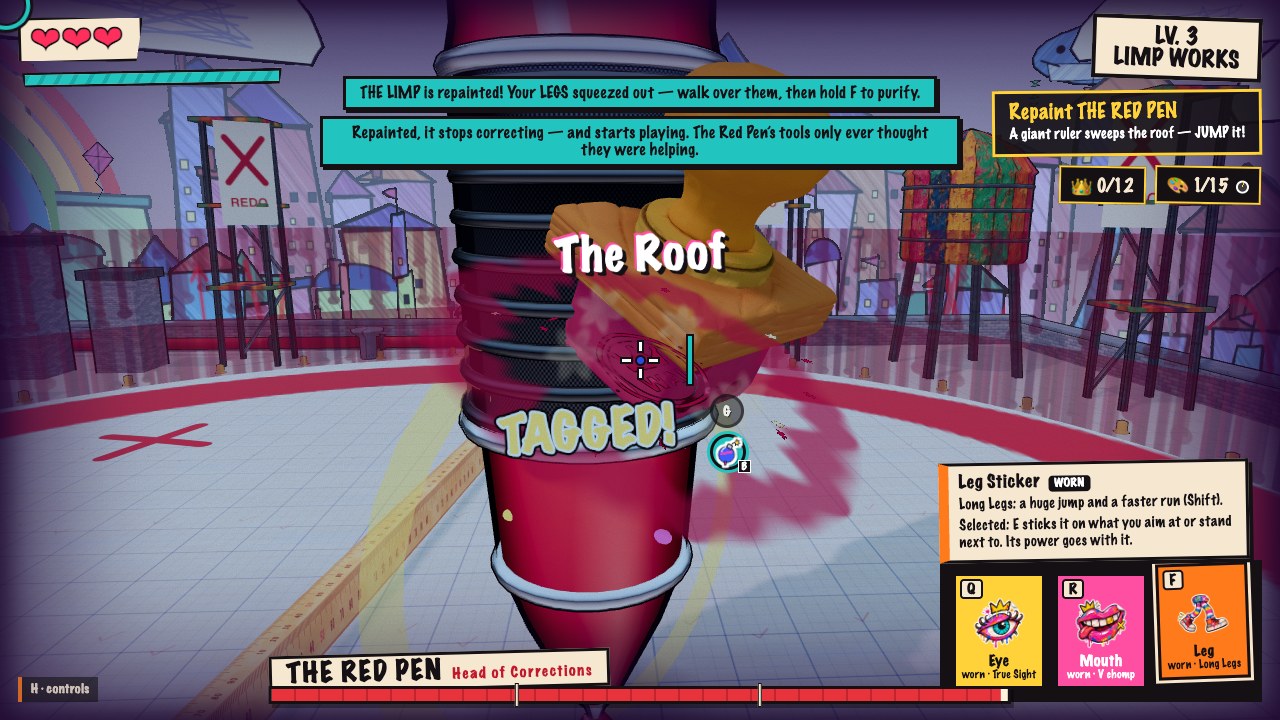 LV. 3
LIMP WORKS
THE LIMP is repainted! Your LEGS squeezed out — walk over them, then hold F to purify.
Repainted, it stops correcting — and starts playing. The Red Pen's tools only ever thought
they were helping.
Repaint THE RED PEN
A giant ruler sweeps the roof — JUMP it!
0/12
1/15
REDO
The Roof
TAGGED!
G
B
Leg Sticker WORN
Long Legs: a huge jump and a faster run (Shift).
Selected: E sticks it on what you aim at or stand
next to. Its power goes with it.
Q
Eye
worn · True Sight
R
Mouth
worn · V chomp
F
Leg
worn · Long Legs
THE RED PEN Head of Corrections
H · controls